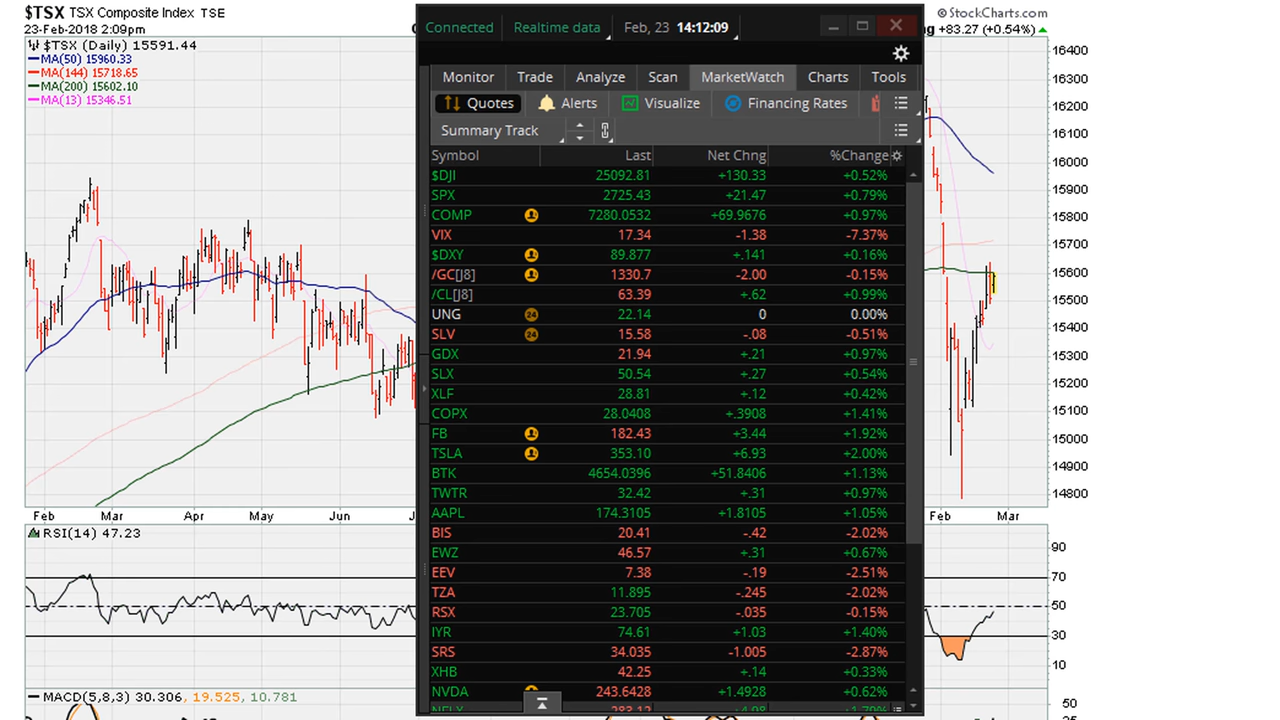 $TSX TSX Composite Index TSE
© StockCharts.com
23-Feb-2018 2:09pm
+83.27 (+0.54%)
$TSX (Daily) 15591.44
MA(50) 15960.33
MA(144) 15718.65
MA(200) 15602.10
MA(13) 15346.51
Connected Realtime data Feb, 23 14:12:09
Monitor Trade Analyze Scan MarketWatch Charts Tools
Quotes Alerts Visualize Financing Rates
Summary Track
Symbol Last Net Chng %Change
$DJI 25092.81 +130.33 +0.52%
SPX 2725.43 +21.47 +0.79%
COMP 7280.0532 +69.9676 +0.97%
VIX 17.34 -1.38 -7.37%
$DXY 89.877 +.141 +0.16%
/GC[J8] 1330.7 -2.00 -0.15%
/CL[J8] 63.39 +.62 +0.99%
UNG 24 22.14 0 0.00%
SLV 24 15.58 -.08 -0.51%
GDX 21.94 +.21 +0.97%
SLX 50.54 +.27 +0.54%
XLF 28.81 +.12 +0.42%
COPX 28.0408 +.3908 +1.41%
FB 182.43 +3.44 +1.92%
TSLA 353.10 +6.93 +2.00%
BTK 4654.0396 +51.8406 +1.13%
TWTR 32.42 +.31 +0.97%
AAPL 174.3105 +1.8105 +1.05%
BIS 20.41 -.42 -2.02%
EWZ 46.57 +.31 +0.67%
EEV 7.38 -.19 -2.51%
TZA 11.895 -.245 -2.02%
RSX 23.705 -.035 -0.15%
IYR 74.61 +1.03 +1.40%
SRS 34.035 -1.005 -2.87%
XHB 42.25 +.14 +0.33%
NVDA 243.6428 +1.4928 +0.62%
16400
16300
16200
16100
16000
15900
15800
15700
15600
15500
15400
15300
15200
15100
15000
14900
14800
Feb Mar Apr May Jun
Feb Mar
RSI(14) 47.23
90
70
50
30
10
MACD(5,8,3) 30.306, 19.525, 10.781
50